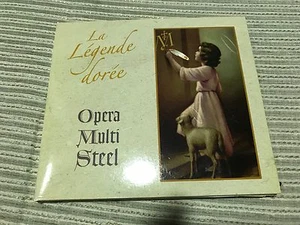 La
Légende
dorée
Opera
Multi
Steel